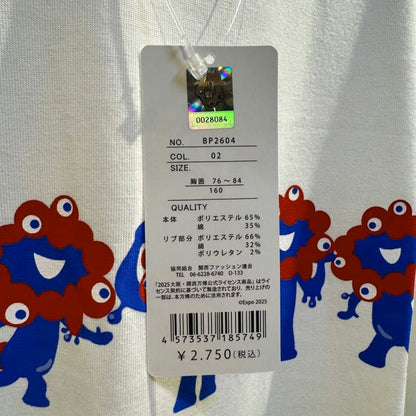 0028084
NO. BP2604
COL. 02
SIZE.
胸囲 76～84
160
QUALITY
本体 ポリエステル 65%
綿 35%
リブ部分 ポリエステル 66%
綿 32%
ポリウレタン 2%
協同組合 関西ファッション連合
TEL 06-6228-6740 O-133
「2025大阪・関西万博公式ライセンス商品」はライ
センス契約に基づいて製造されており、売り上げの
一部は、本万博のために活用されます。
©Expo 2025
4 573537 185749
￥2,750(税込)